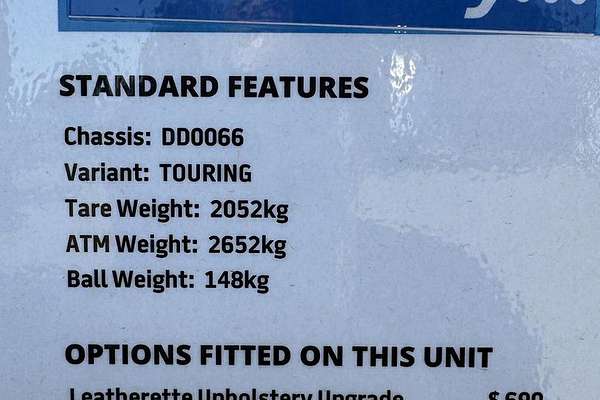 STANDARD FEATURES
Chassis: DD0066
Variant: TOURING
Tare Weight: 2052kg
ATM Weight: 2652kg
Ball Weight: 148kg
OPTIONS FITTED ON THIS UNIT
Leatherette Upholstery Upgrade $ 690